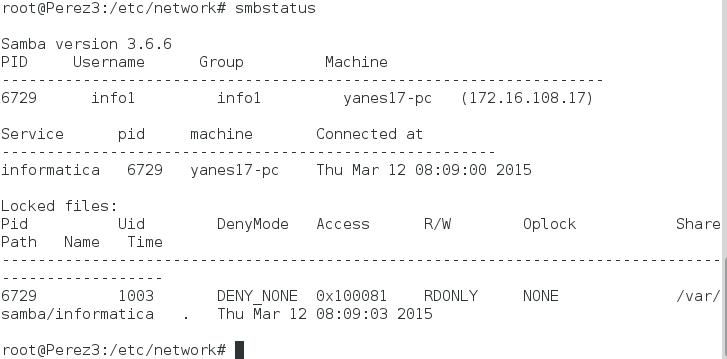 root@Perez3:/etc/network# smbstatus
Samba version 3.6.6
PID     Username      Group           Machine
-------------------------------------------------------------------
6729      info1         info1         yanes17-pc   (172.16.108.17)
Service      pid     machine       Connected at
-------------------------------------------------------
informatica   6729   yanes17-pc    Thu Mar 12 08:09:00 2015
Locked files:
Pid          Uid        DenyMode   Access      R/W        Oplock           Share
Path   Name   Time
--------------------------------------------------------------------------------
------------------
6729         1003       DENY_NONE  0x100081    RDONLY     NONE             /var/
samba/informatica   .   Thu Mar 12 08:09:03 2015
root@Perez3:/etc/network#